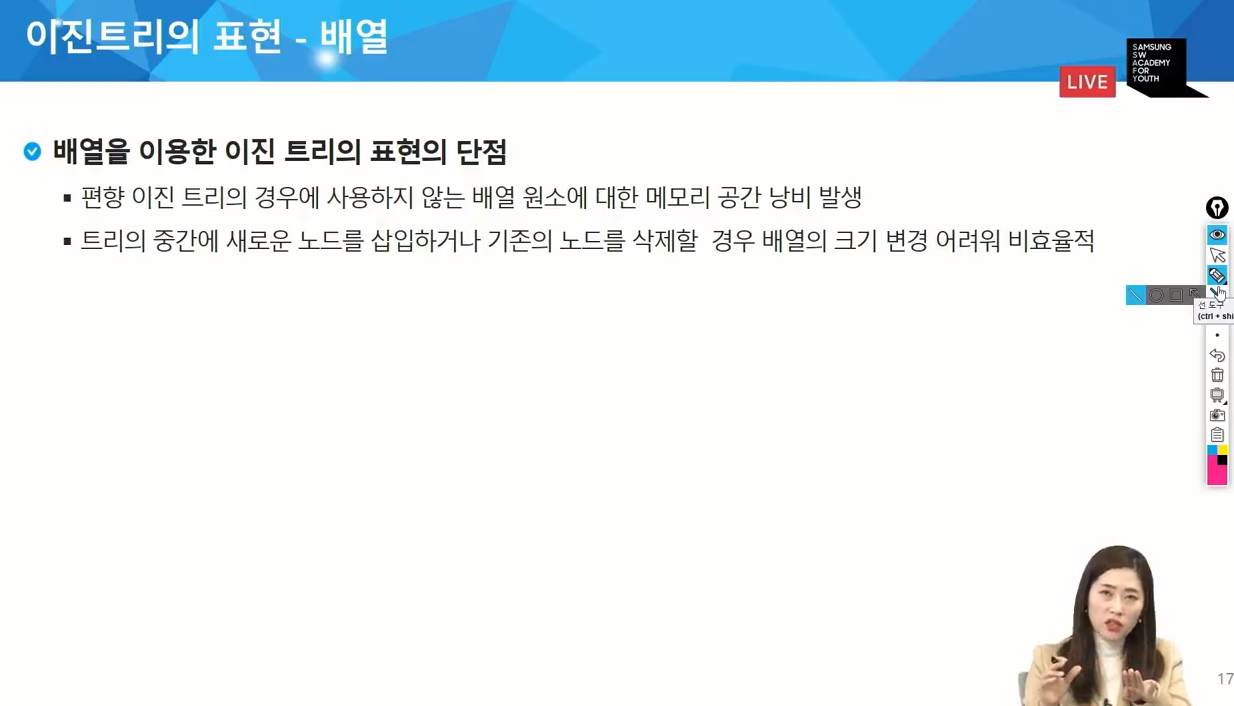 이진트리의 표현 - 배열
SAMSUNG
SW
ACADEMY
FOR
YOUTH
LIVE
배열을 이용한 이진 트리의 표현의 단점
편향 이진 트리의 경우에 사용하지 않는 배열 원소에 대한 메모리 공간 낭비 발생
트리의 중간에 새로운 노드를 삽입하거나 기존의 노드를 삭제할 경우 배열의 크기 변경 어려워 비효율적
선 도구
(ctrl + shi
17